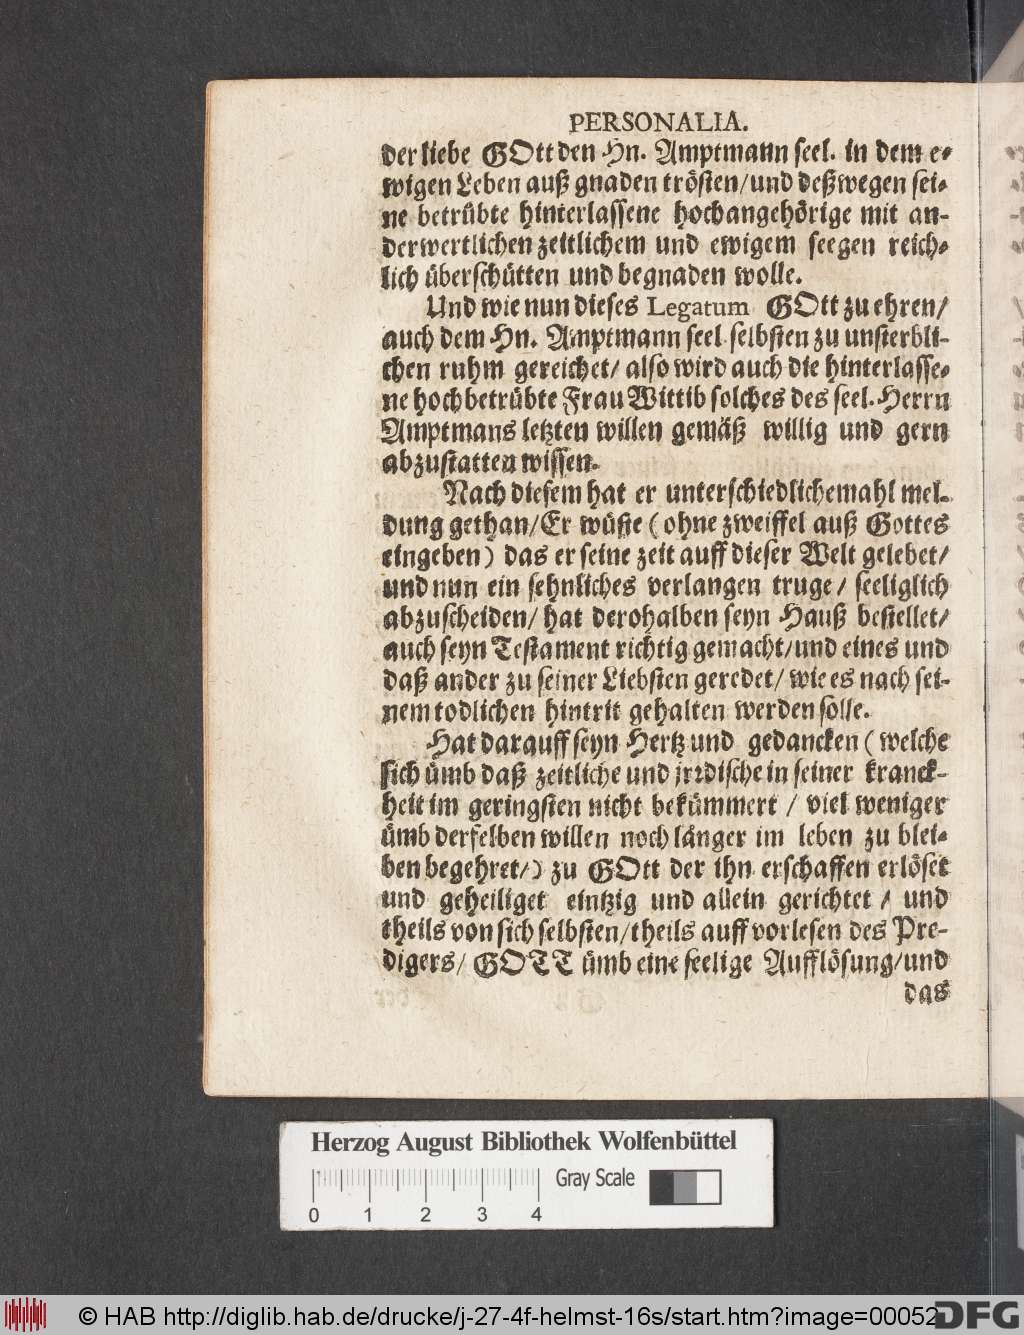 PERSONALIA.
der liebe GOtt den Hn. Amptmann seel. in dem e-
wigen Leben auß gnaden trösten/und deßwegen sei-
ne betrübte hinterlassene hochangehörige mit an-
derwertlichen zeitlichem und ewigem seegen reich-
lich überschütten und begnaden wolle.
Und wie nun dieses Legatum GOtt zu ehren/
auch dem Hn. Amptmann seel. selbsten zu unsterbli-
chen ruhm gereichet/ also wird auch die hinterlasse-
ne hochbetrübte Frau Wittib solches des seel. Herrn
Amptmans letzten willen gemäß willig und gern
abzustatten wissen.
Nach diesem hat er unterschiedlichemahl mel-
dung gethan/Er wüste ( ohne zweiffel auß Gottes
eingeben ) das er seine zeit auff dieser Welt gelebet/
und nun ein sehnliches verlangen truge/ seeliglich
abzuscheiden/ hat derohalben seyn Hauß bestellet/
auch seyn Testament richtig gemacht/und eines und
daß ander zu seiner Liebsten geredet/ wie es nach sei-
nem todlichen hintrit gehalten werden solle.
Hat darauff seyn Hertz und gedancken ( welche
sich ümb daß zeitliche und jrrdische in seiner kranck-
heit im geringsten nicht bekümmert / viel weniger
ümb derselben willen noch länger im leben zu blei-
ben begehret/) zu GOtt der ihn erschaffen erlöset
und geheiliget eintzig und allein gerichtet / und
theils von sich selbsten/theils auff vorlesen des Pre-
digers/ GOTT ümb eine seelige Aufflösung/und
das
Herzog August Bibliothek Wolfenbüttel
Gray Scale
0 1 2 3 4
© HAB http://diglib.hab.de/drucke/j-27-4f-helmst-16s/start.htm?image=00052
DFG